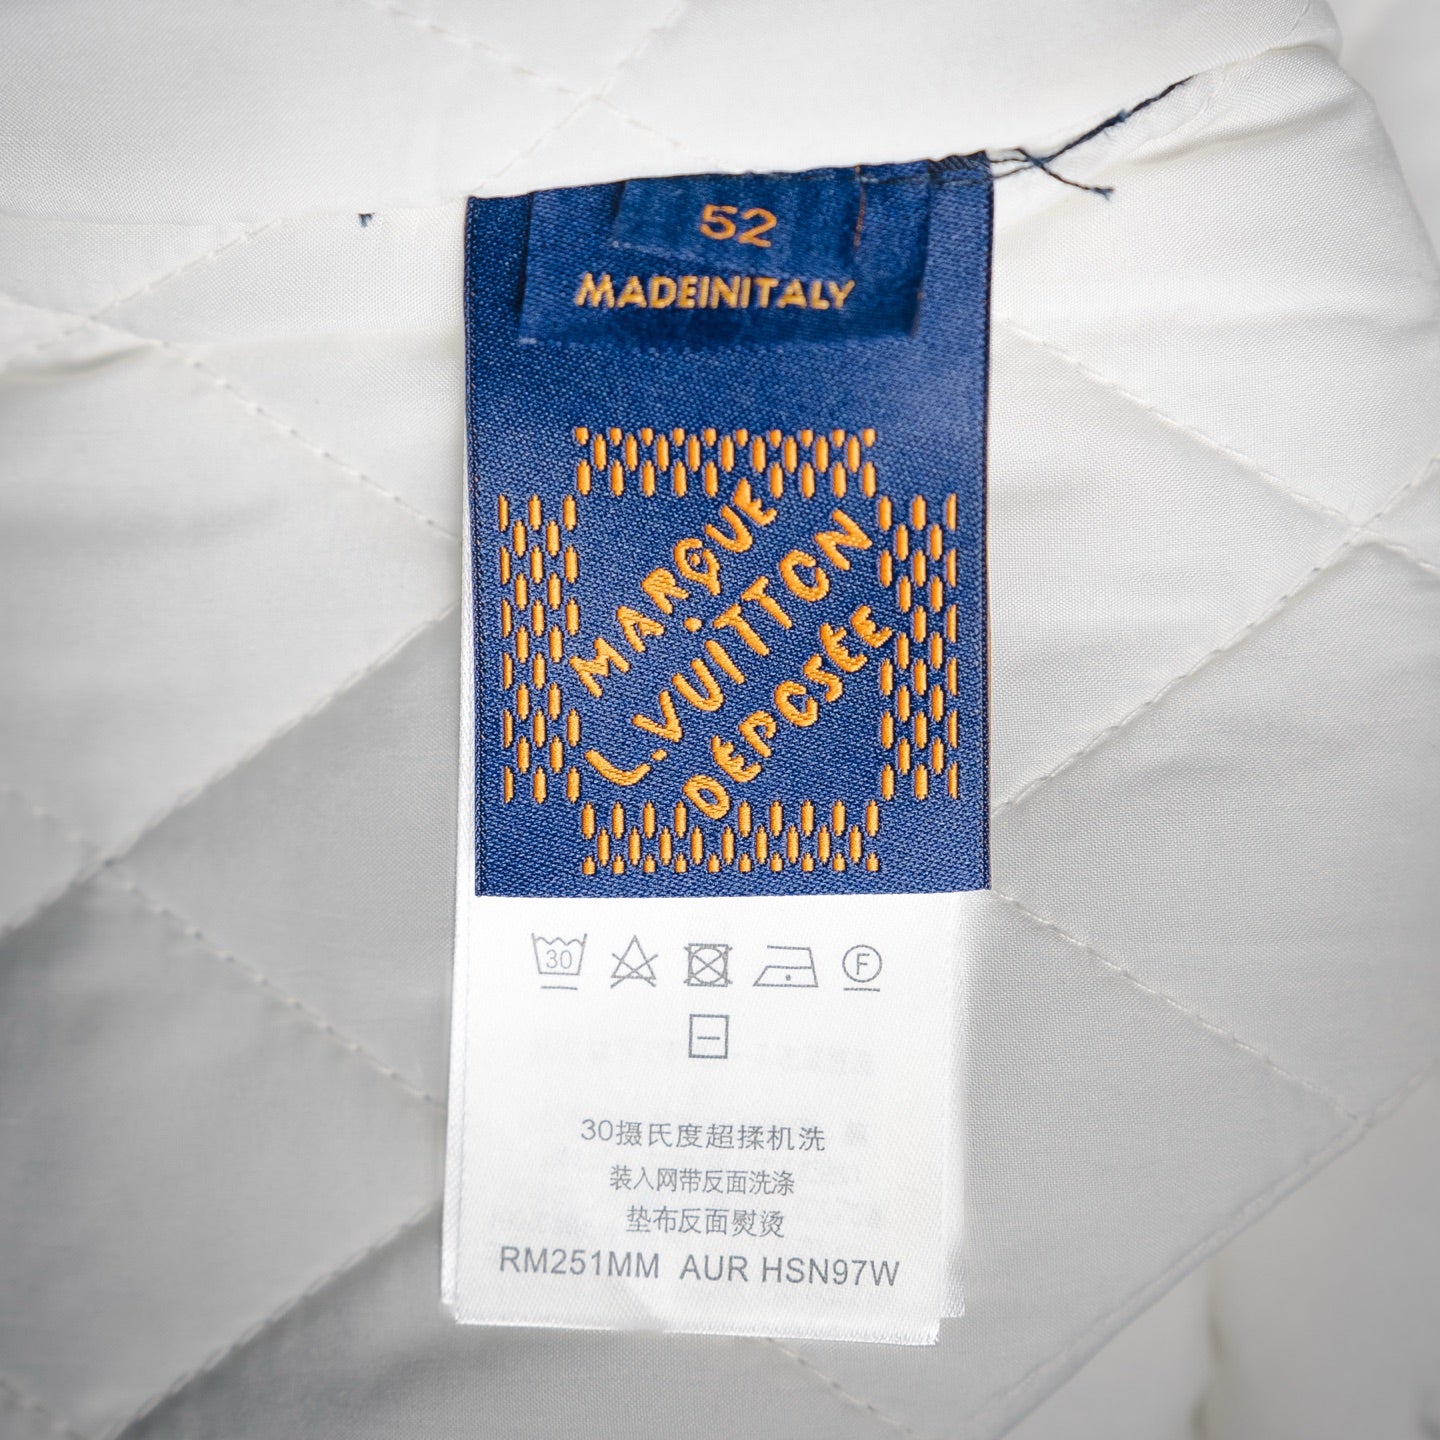 52
MADEINITALY
MARQUE
L.VUITTON
DEPOSÉE
30
F
30摄氏度超揉机洗
装入网带反面洗涤
垫布反面熨烫
RM251MM AUR HSN97W